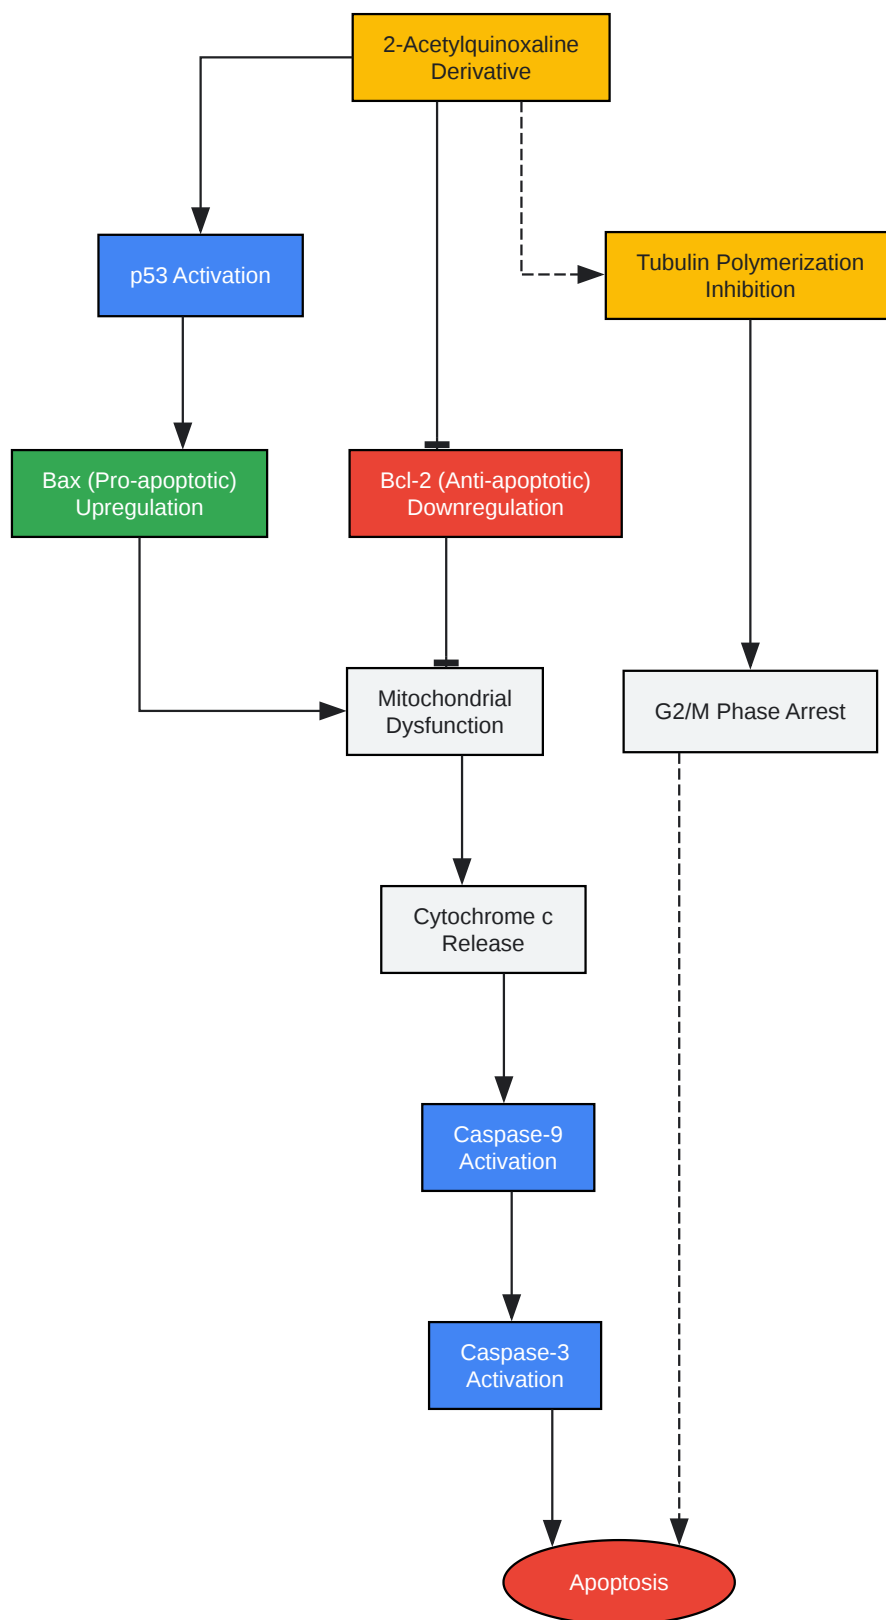 2-Acetylquinoxaline
Derivative
p53 Activation
Tubulin Polymerization
Inhibition
Bax (Pro-apoptotic)
Upregulation
Bcl-2 (Anti-apoptotic)
Downregulation
Mitochondrial
Dysfunction
G2/M Phase Arrest
Cytochrome c
Release
Caspase-9
Activation
Caspase-3
Activation
Apoptosis